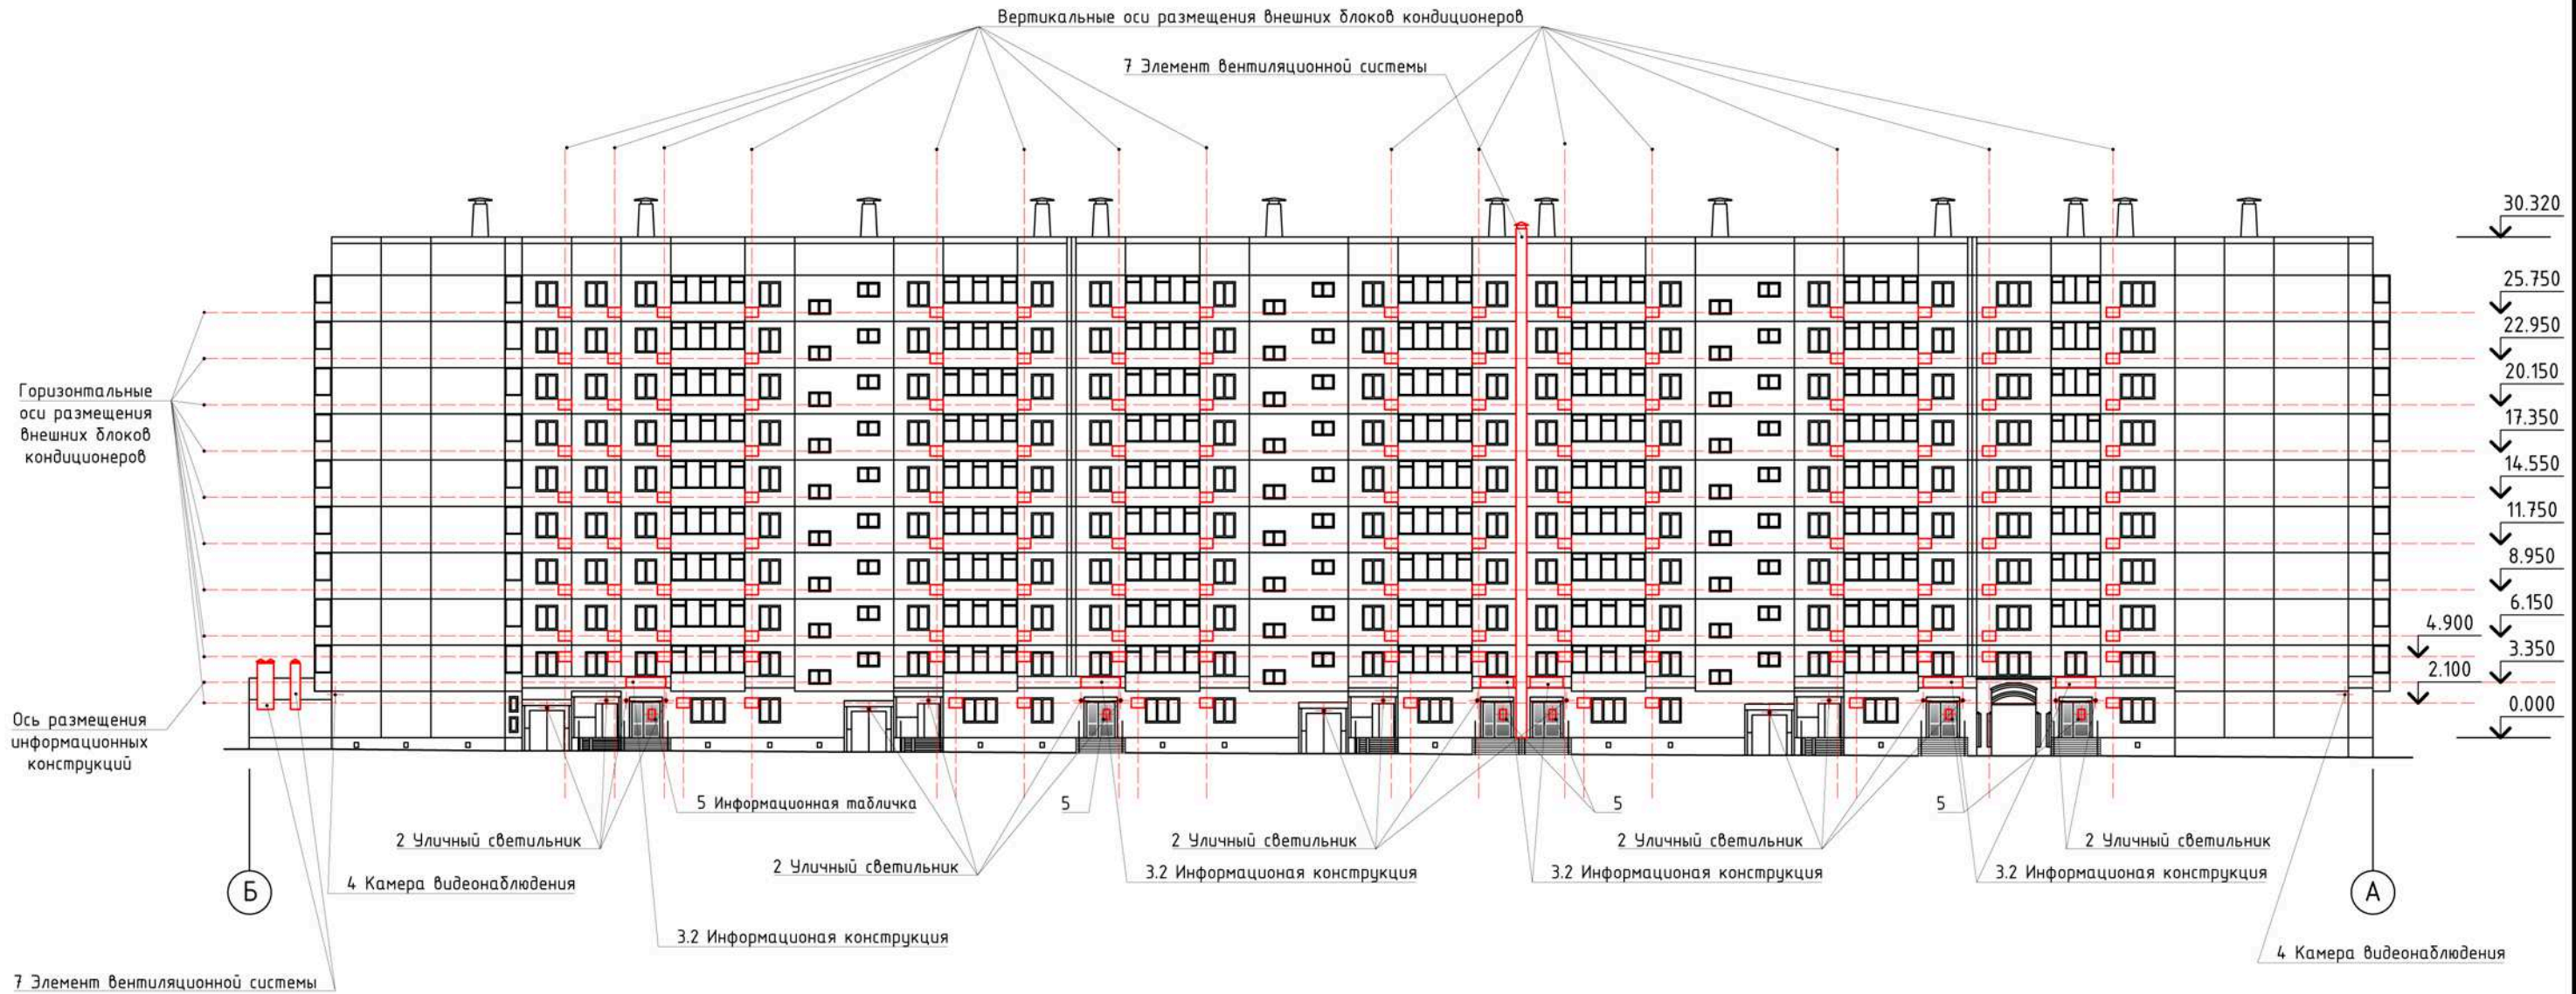 Вертикальные оси размещения внешних блоков кондиционеров
7 Элемент вентиляционной системы
30.320
25.750
22.950
20.150
17.350
14.550
11.750
8.950
6.150
4.900
3.350
2.100
0.000
Горизонтальные
оси размещения
внешних блоков
кондиционеров
Ось размещения
информационных
конструкций
5 Информационная табличка
5
5
5
2 Уличный светильник
2 Уличный светильник
2 Уличный светильник
2 Уличный светильник
2 Уличный светильник
3.2 Информационая конструкция
3.2 Информационая конструкция
3.2 Информационая конструкция
4 Камера видеонаблюдения
Б
А
3.2 Информационая конструкция
4 Камера видеонаблюдения
7 Элемент вентиляционной системы